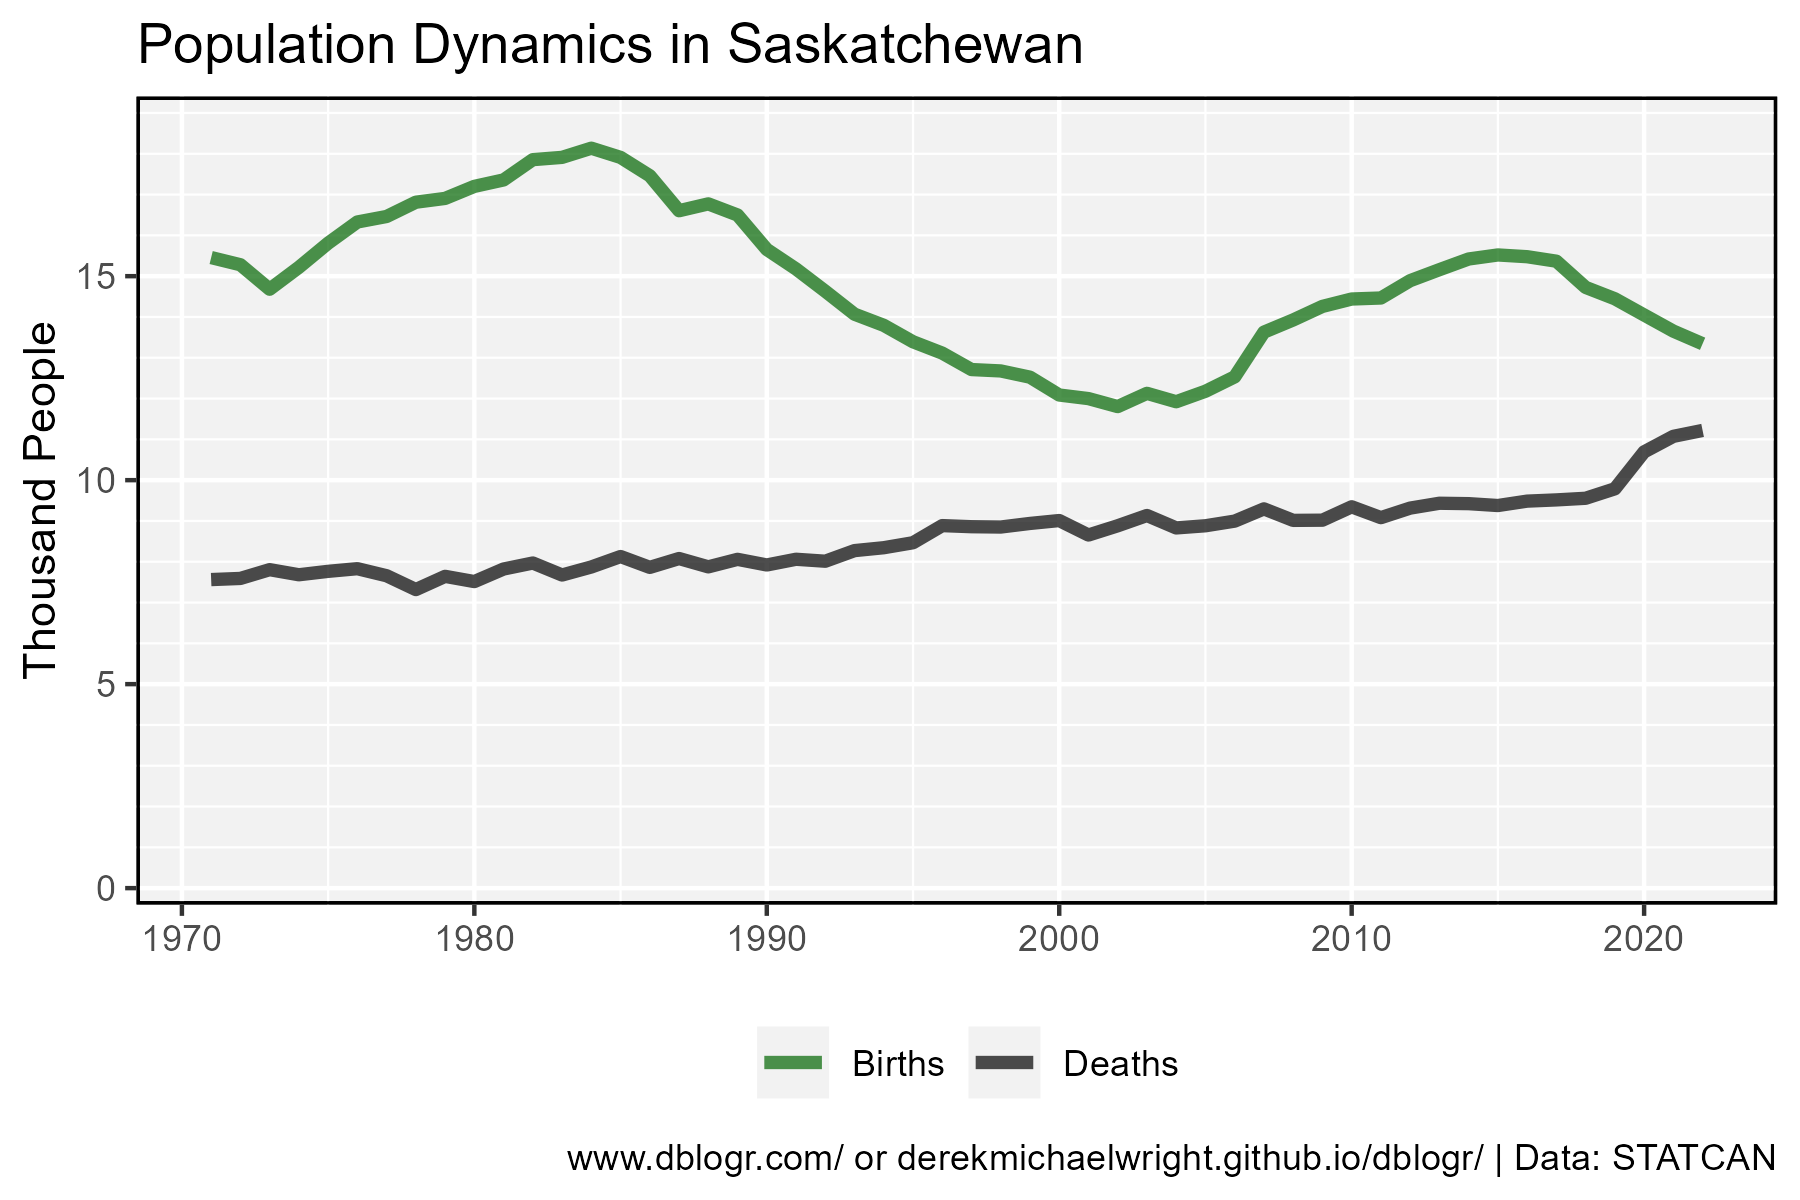 Population Dynamics in Saskatchewan
Thousand People
15
10
5
0
1970 1980 1990 2000 2010 2020
Births Deaths
www.dblogr.com/ or derekmichaelwright.github.io/dblogr/ | Data: STATCAN